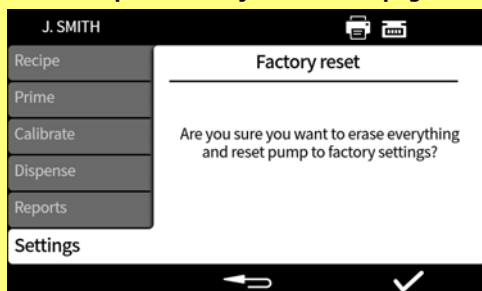 J. SMITH
Recipe
Prime
Calibrate
Dispense
Reports
Settings
Factory reset
Are you sure you want to erase everything
and reset pump to factory settings?